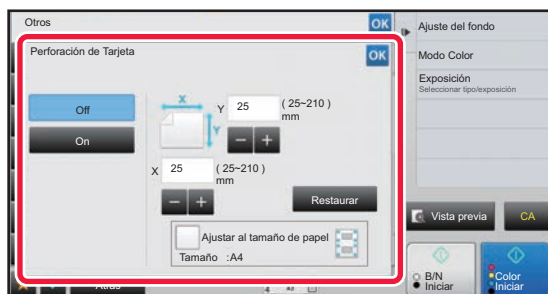 Otros
OK
Perforación de Tarjeta
OK
Off
On
X
Y
Y 25 ( 25~210 )
mm
X 25 ( 25~210 )
mm
Restaurar
Ajustar al tamaño de papel
Tamaño :A4
Atrás
Ajuste del fondo
Modo Color
Exposición
Seleccionar tipo/exposición
Vista previa
CA
B/N
Iniciar
Color
Iniciar